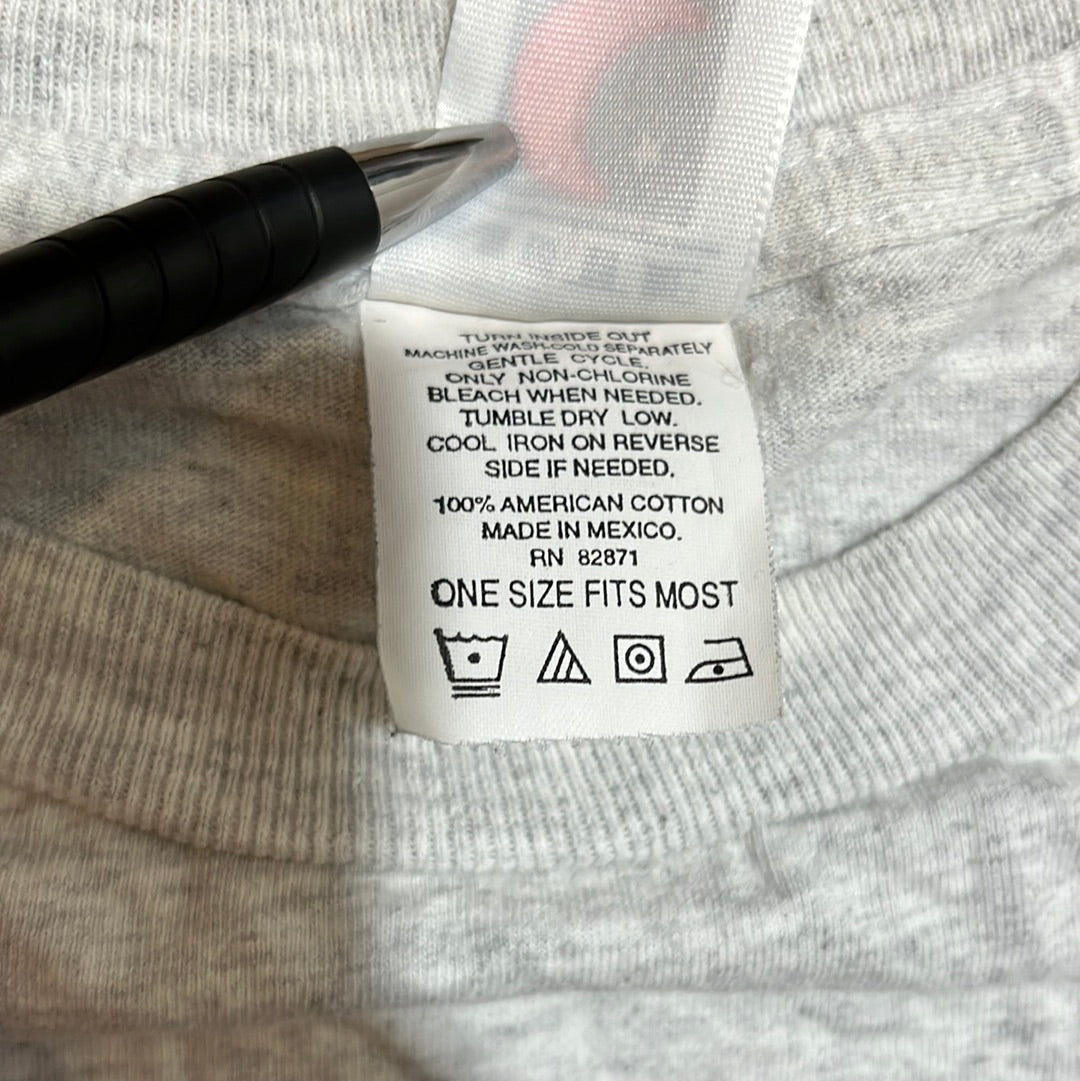 TURN INSIDE OUT
MACHINE WASH-COLD SEPARATELY
GENTLE CYCLE.
ONLY NON-CHLORINE
BLEACH WHEN NEEDED.
TUMBLE DRY LOW.
COOL IRON ON REVERSE
SIDE IF NEEDED.
100% AMERICAN COTTON
MADE IN MEXICO.
RN 82871
ONE SIZE FITS MOST